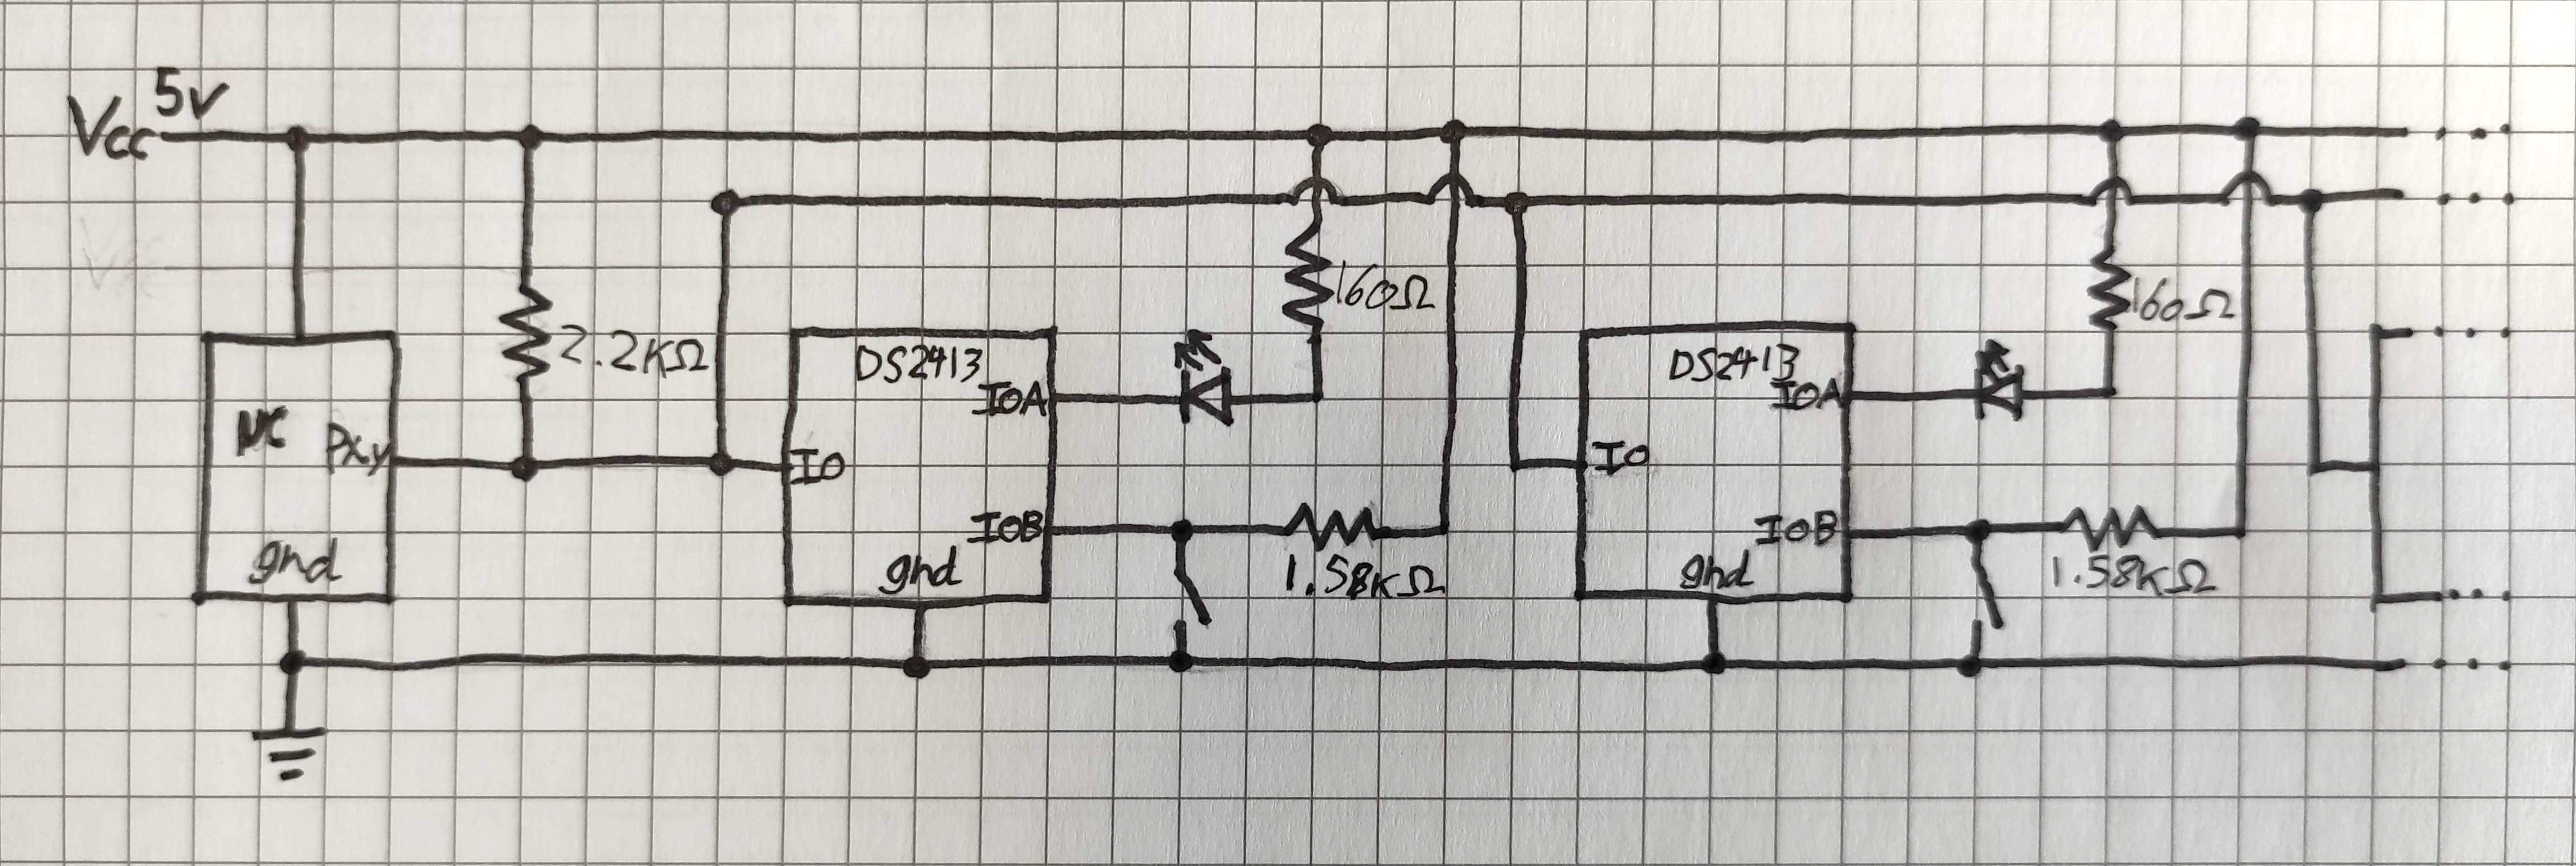 5V
Vcc
160Ω
160Ω
2.2KΩ
DS2413
DS2413
IOA
IOA
μC
Pxy
IO
IO
IOB
IOB
gnd
gnd
1.58KΩ
gnd
1.58KΩ